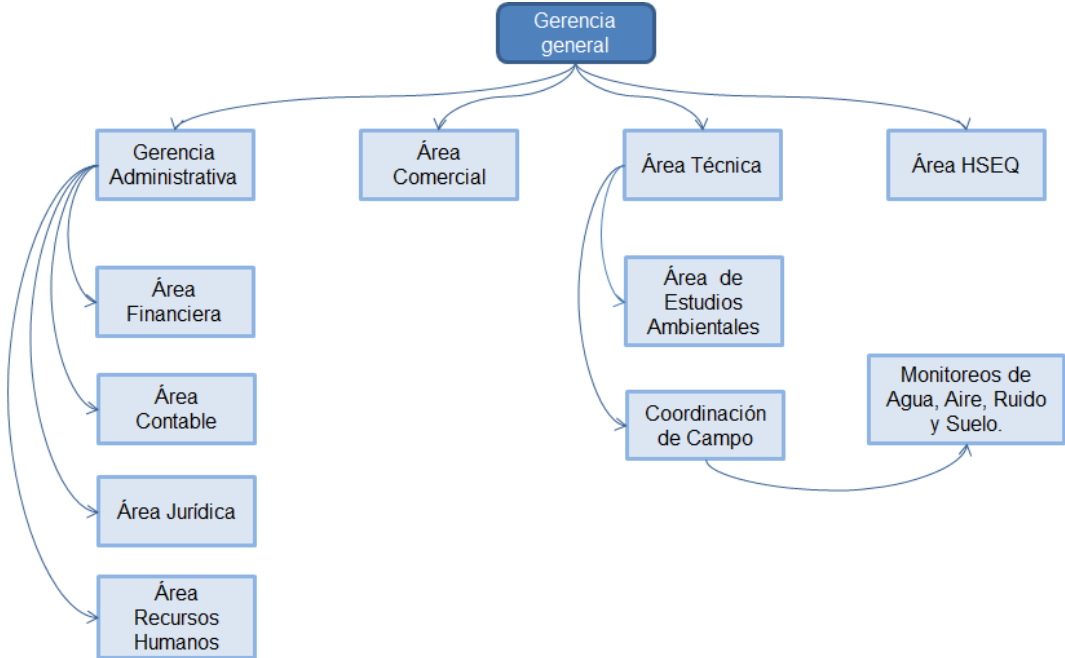 Gerencia
general
Gerencia
Administrativa
Área
Comercial
Área Técnica
Área HSEQ
Área
Financiera
Área de
Estudios
Ambientales
Área
Contable
Coordinación
de Campo
Monitoreos de
Agua, Aire, Ruido
y Suelo.
Área Jurídica
Área
Recursos
Humanos